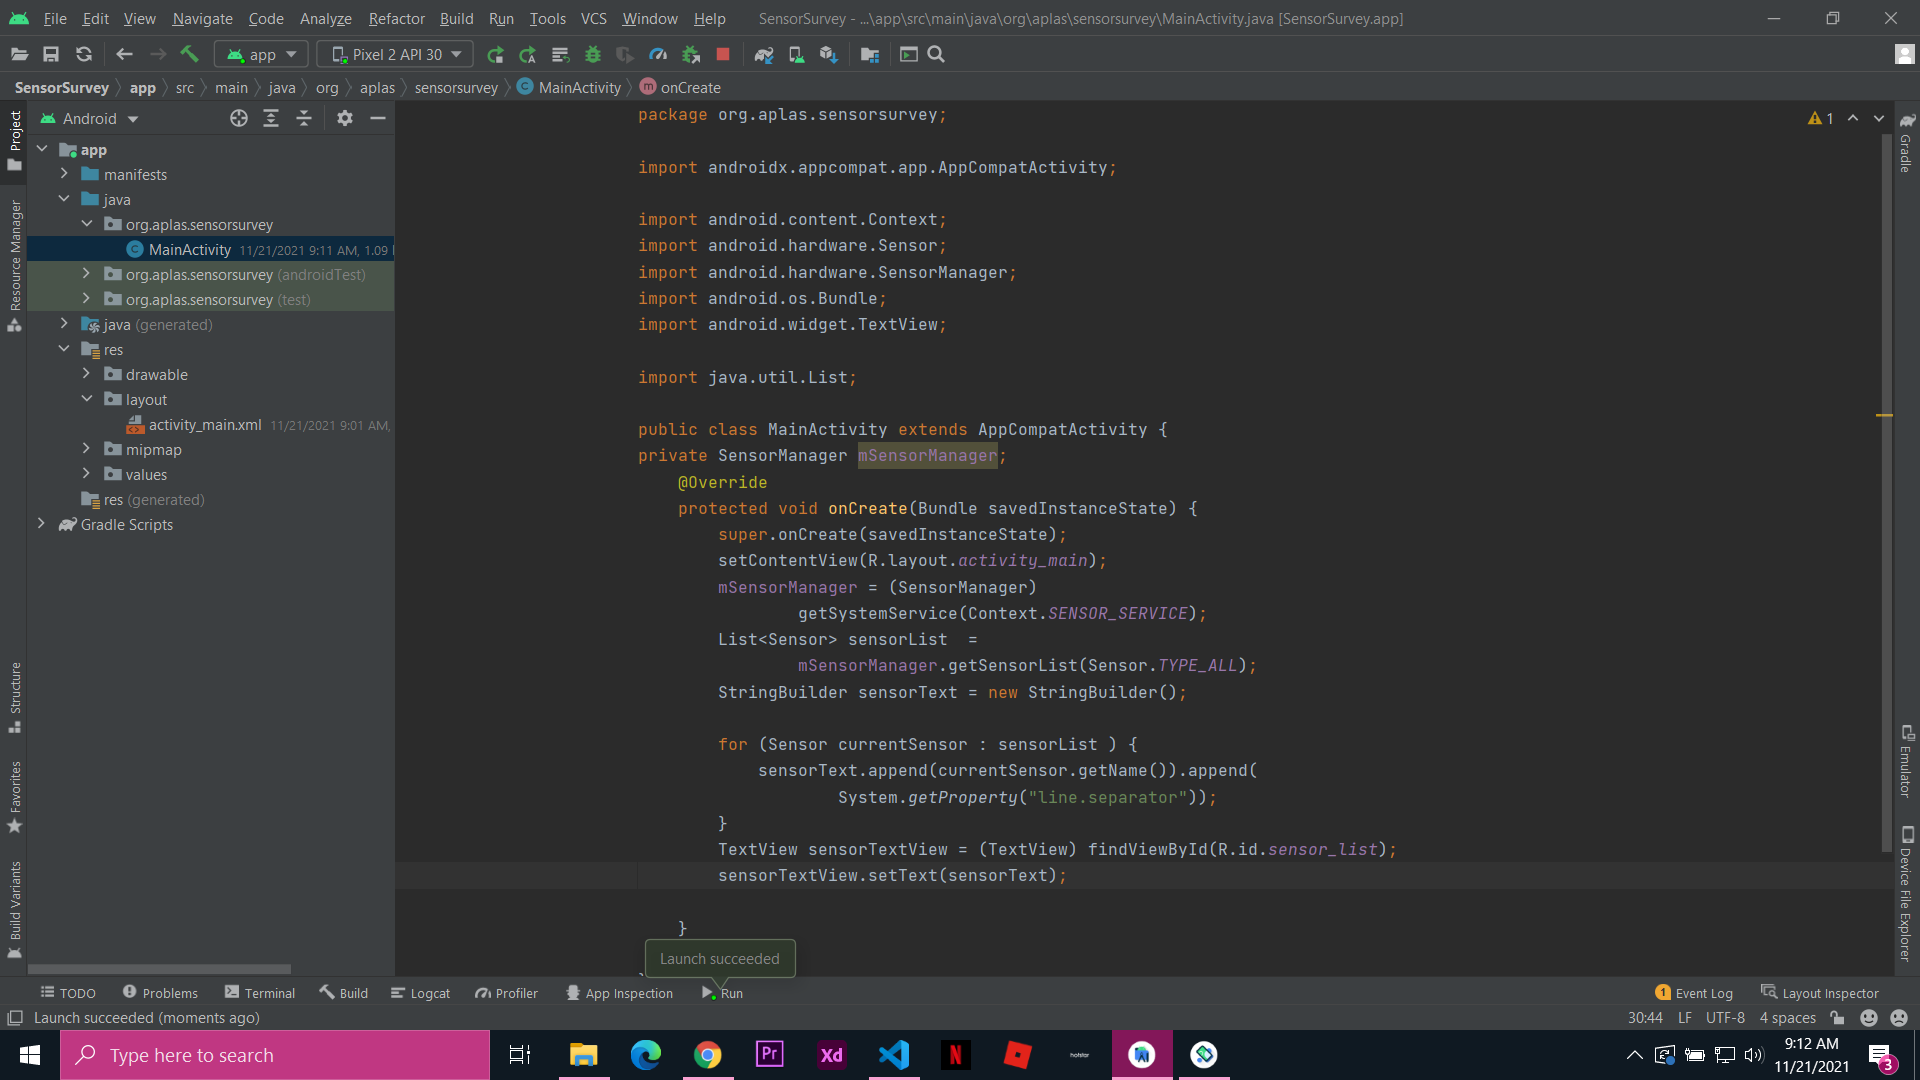 File Edit View Navigate Code Analyze Refactor Build Run Tools VCS Window Help SensorSurvey - ...\app\src\main\java\org\aplas\sensorsurvey\MainActivity.java [SensorSurvey.app]
app Pixel 2 API 30
SensorSurvey app src main java org aplas sensorsurvey MainActivity onCreate
Project
Resource Manager
Structure
Favorites
Build Variants
Android
app
manifests
java
org.aplas.sensorsurvey
MainActivity 11/21/2021 9:11 AM, 1.09
org.aplas.sensorsurvey (androidTest)
org.aplas.sensorsurvey (test)
java (generated)
res
drawable
layout
activity_main.xml 11/21/2021 9:01 AM,
mipmap
values
res (generated)
Gradle Scripts
package org.aplas.sensorsurvey;
import androidx.appcompat.app.AppCompatActivity;
import android.content.Context;
import android.hardware.Sensor;
import android.hardware.SensorManager;
import android.os.Bundle;
import android.widget.TextView;
import java.util.List;
public class MainActivity extends AppCompatActivity {
private SensorManager mSensorManager;
@Override
protected void onCreate(Bundle savedInstanceState) {
super.onCreate(savedInstanceState);
setContentView(R.layout.activity_main);
mSensorManager = (SensorManager)
getSystemService(Context.SENSOR_SERVICE);
List<Sensor> sensorList =
mSensorManager.getSensorList(Sensor.TYPE_ALL);
StringBuilder sensorText = new StringBuilder();
for (Sensor currentSensor : sensorList ) {
sensorText.append(currentSensor.getName()).append(
System.getProperty("line.separator"));
}
TextView sensorTextView = (TextView) findViewById(R.id.sensor_list);
sensorTextView.setText(sensorText);
}
1
Gradle
Emulator
Device File Explorer
Launch succeeded
TODO Problems Terminal Build Logcat Profiler App Inspection Run 1 Event Log Layout Inspector
Launch succeeded (moments ago) 30:44 LF UTF-8 4 spaces
Type here to search
Pr Xd N hotstar
9:12 AM
11/21/2021
3